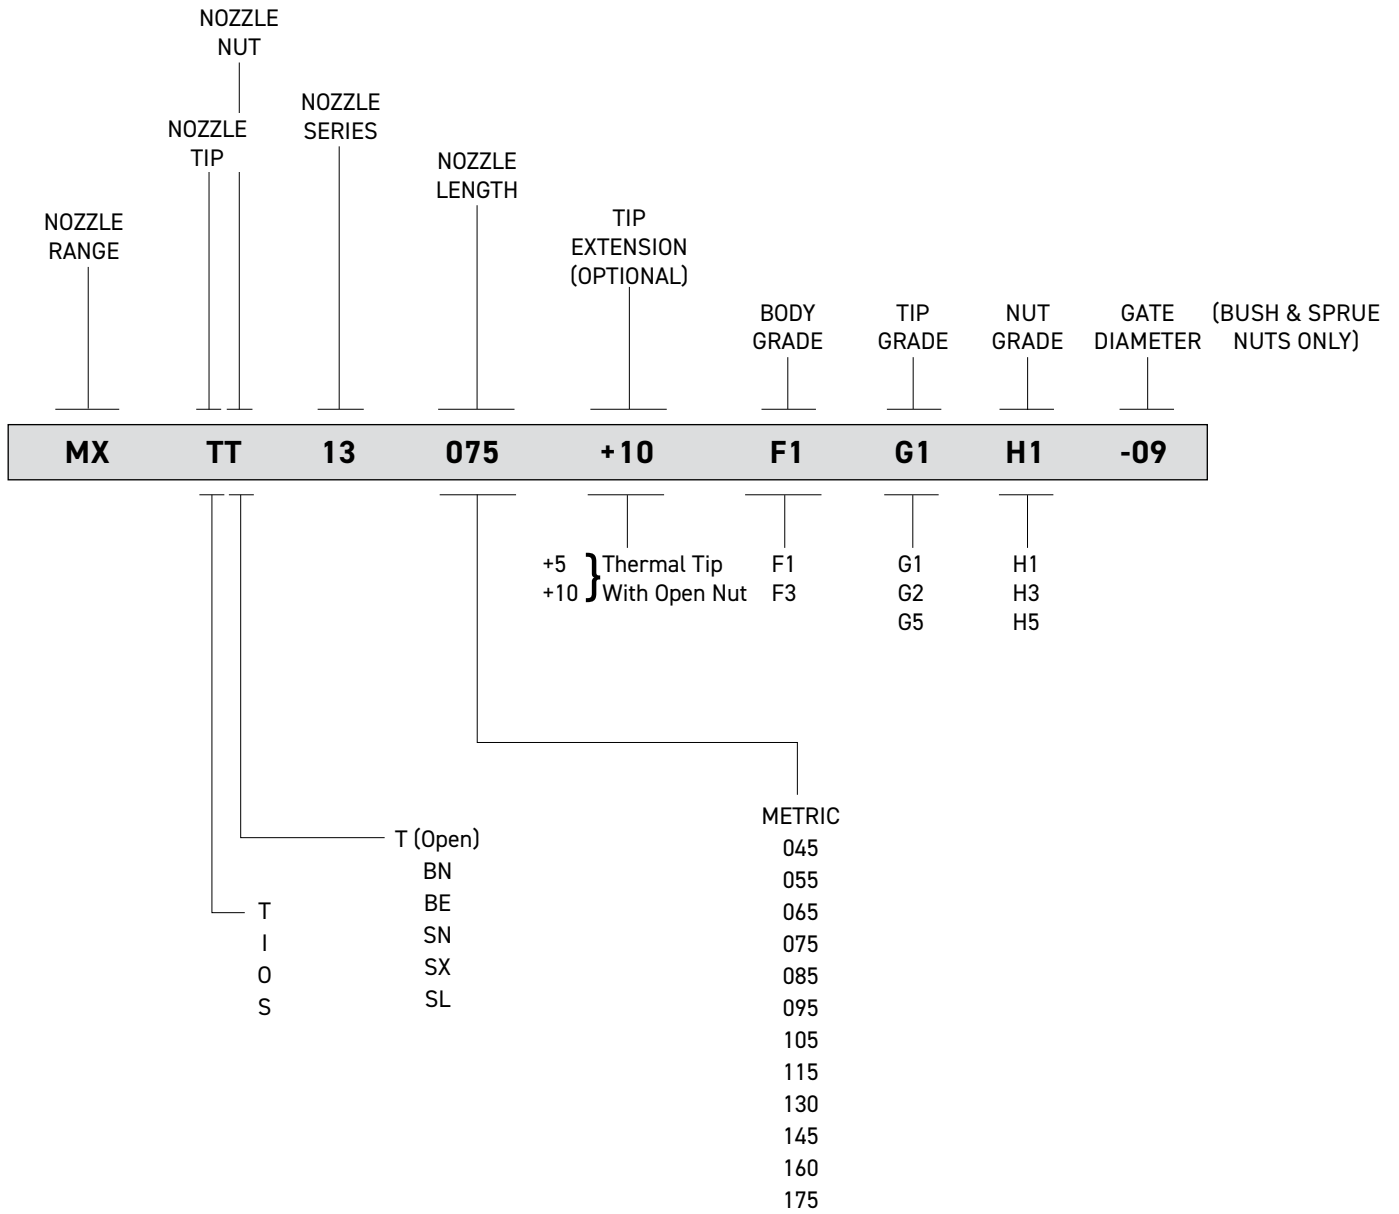 NOZZLE
NUT
NOZZLE
SERIES
NOZZLE
TIP
NOZZLE
LENGTH
NOZZLE
RANGE
TIP
EXTENSION
(OPTIONAL)
BODY
GRADE
TIP
GRADE
NUT
GRADE
GATE
DIAMETER
(BUSH & SPRUE
NUTS ONLY)
MX TT 13 075 +10 F1 G1 H1 -09
+5 } Thermal Tip
+10 With Open Nut
F1
F3
G1
G2
G5
H1
H3
H5
T (Open)
BN
BE
SN
SX
SL
T
I
O
S
METRIC
045
055
065
075
085
095
105
115
130
145
160
175